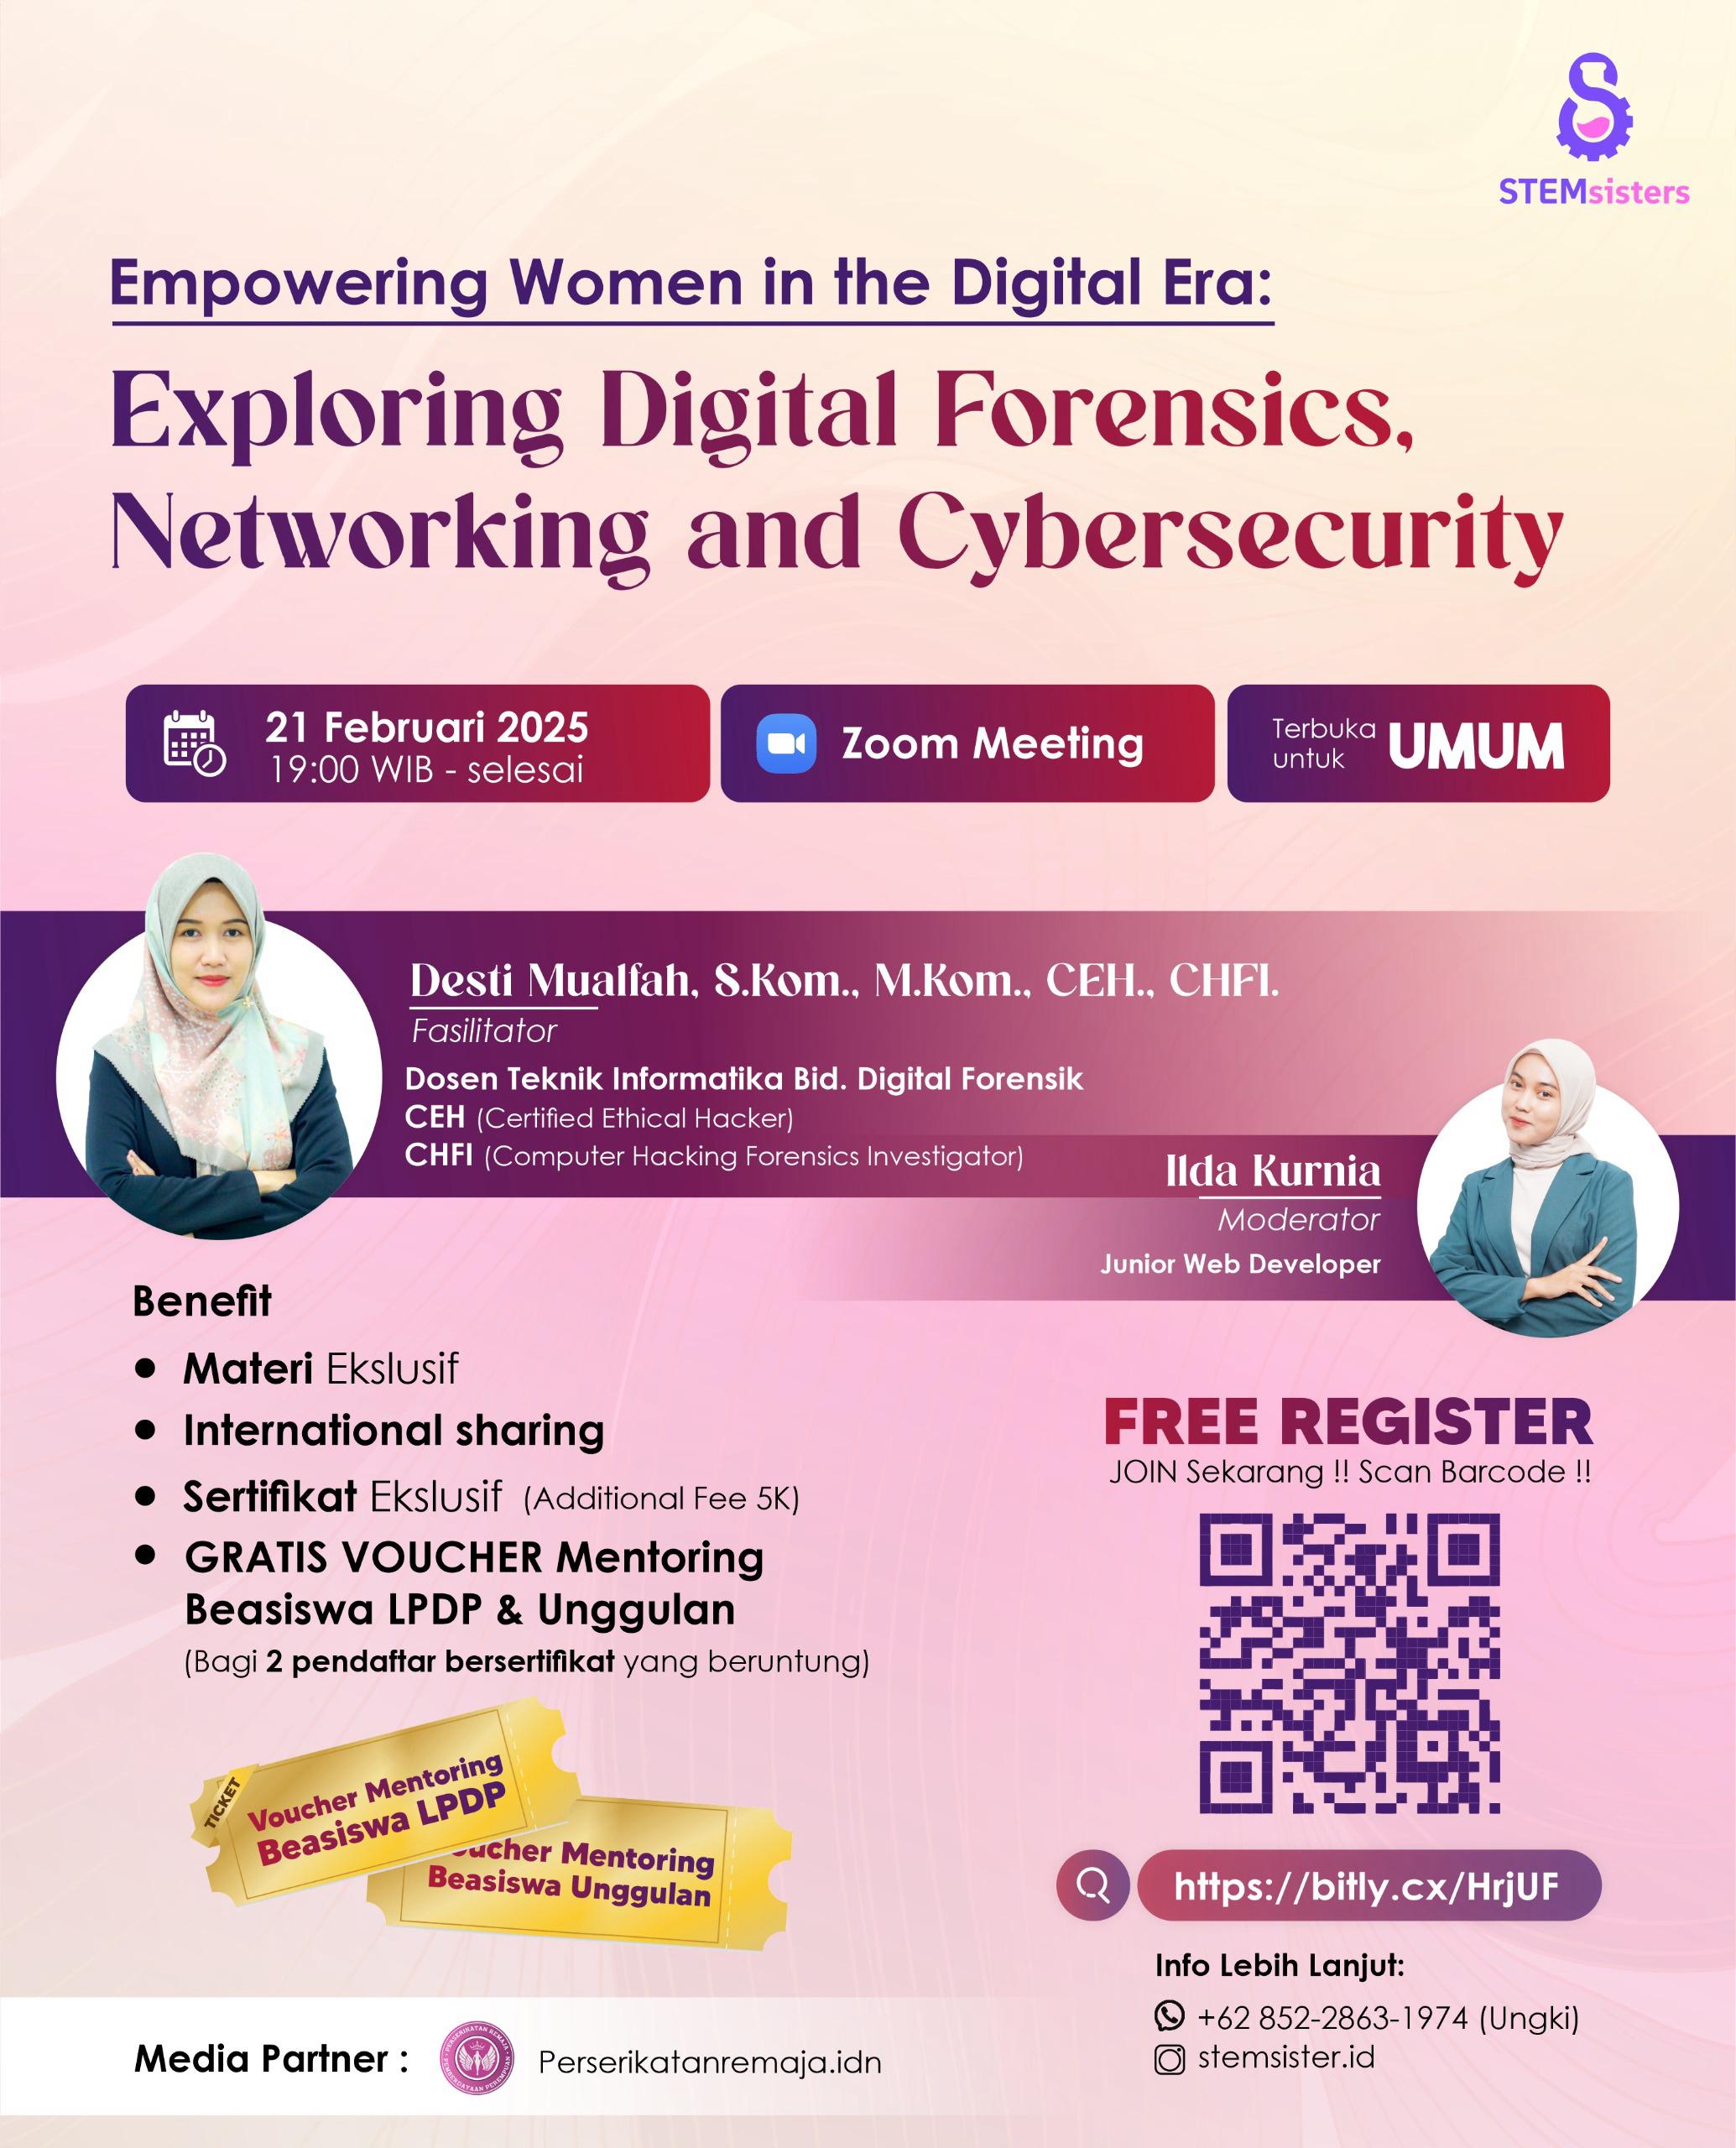 STEMsisters
Empowering Women in the Digital Era:
Exploring Digital Forensics,
Networking and Cybersecurity
21 Februari 2025
19:00 WIB - selesai
Zoom Meeting
Terbuka
untuk
UMUM
Desti Mualfah, S.Kom., M.Kom., CEH., CHFI.
Fasilitator
Dosen Teknik Informatika Bid. Digital Forensik
CEH (Certified Ethical Hacker)
CHFI (Computer Hacking Forensics Investigator)
Ilda Kurnia
Moderator
Junior Web Developer
Benefit
• Materi Ekslusif
• International sharing
• Sertifikat Ekslusif (Additional Fee 5K)
• GRATIS VOUCHER Mentoring
Beasiswa LPDP & Unggulan
(Bagi 2 pendaftar bersertifikat yang beruntung)
TICKET
Voucher Mentoring
Beasiswa LPDP
Mentoring
Beasiswa Unggulan
FREE REGISTER
JOIN Sekarang !! Scan Barcode !!
https://bitly.cx/HrjUF
Info Lebih Lanjut:
+62 852-2863-1974 (Ungki)
stemsister.id
Media Partner :
Perserikatanremaja.idn